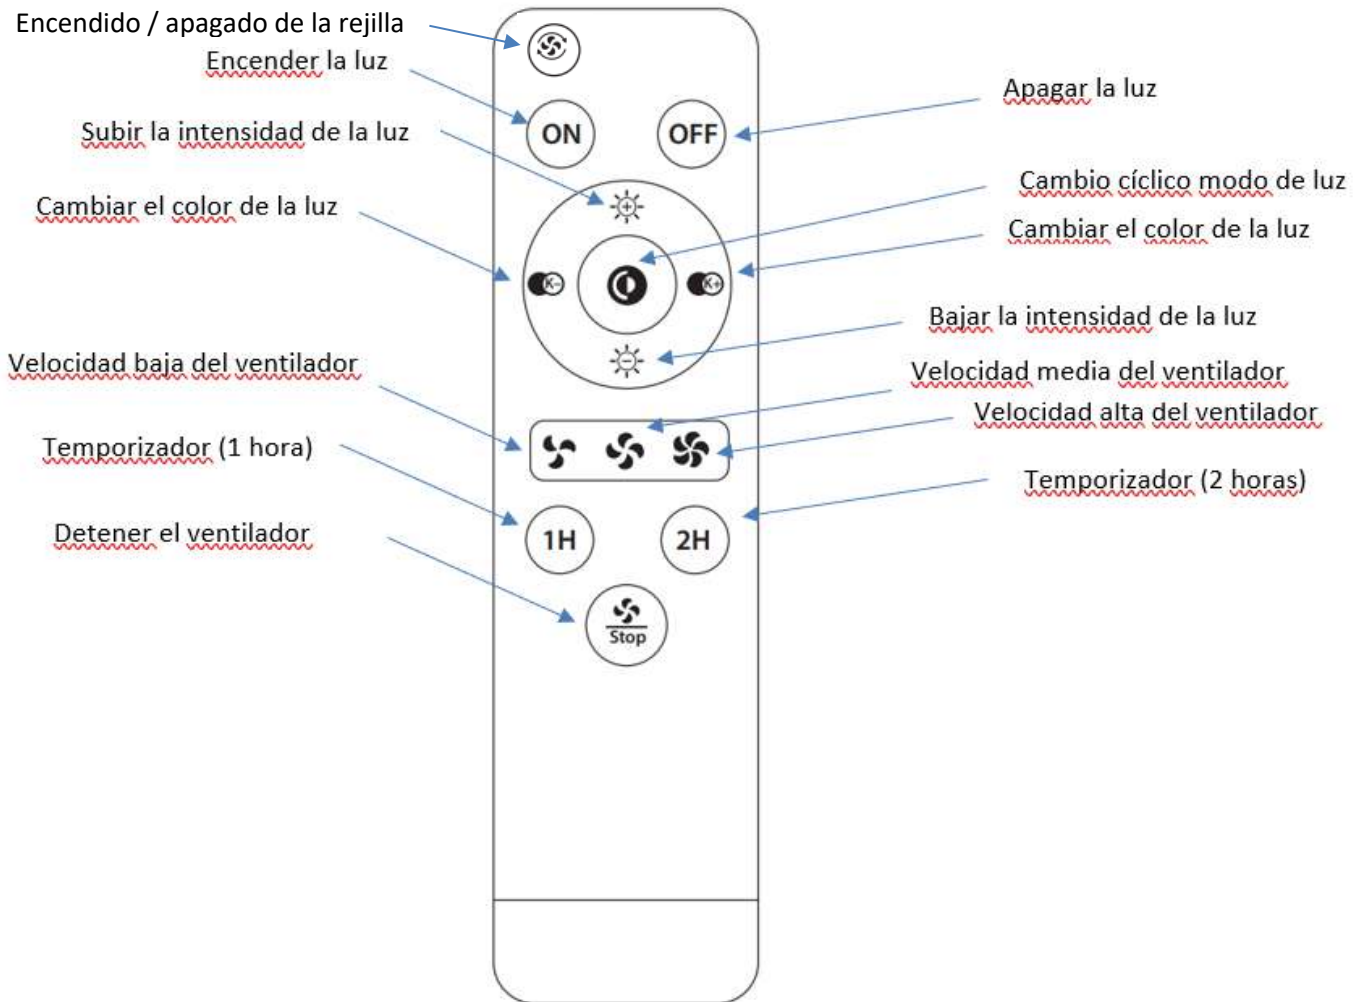 Encendido / apagado de la rejilla
Encender la luz
Apagar la luz
Subir la intensidad de la luz
ON
OFF
Cambio cíclico modo de luz
Cambiar el color de la luz
Cambiar el color de la luz
K-
K+
Bajar la intensidad de la luz
Velocidad baja del ventilador
Velocidad media del ventilador
Velocidad alta del ventilador
Temporizador (1 hora)
Temporizador (2 horas)
Detener el ventilador
1H
2H
Stop